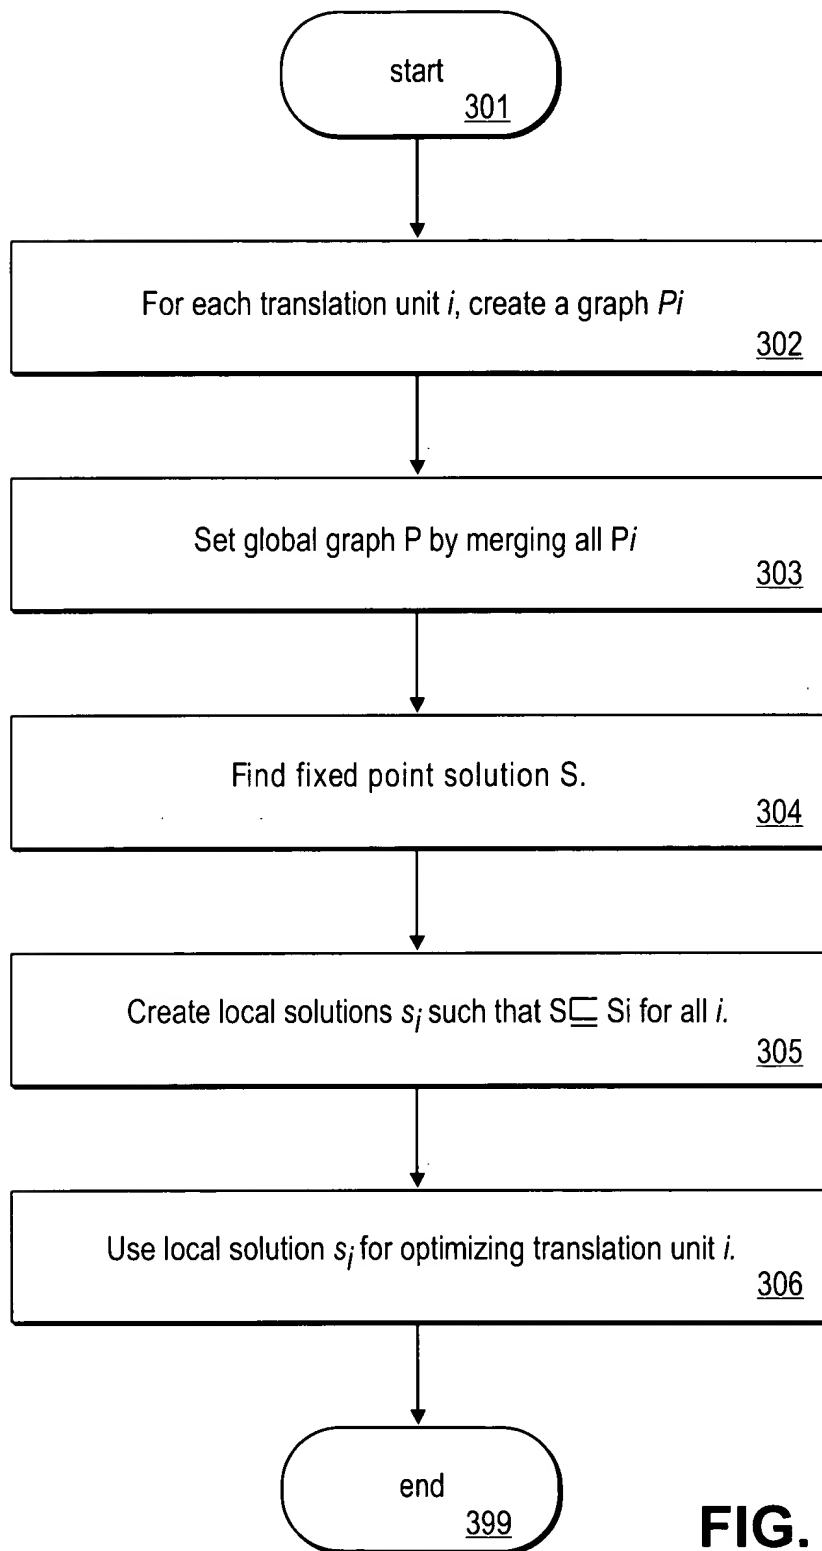 start
301
For each translation unit i, create a graph Pi
302
Set global graph P by merging all Pi
303
Find fixed point solution S.
304
Create local solutions si such that S⊑ Si for all i.
305
Use local solution si for optimizing translation unit i.
306
end
399
FIG.